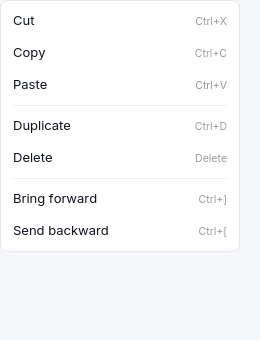 Cut Ctrl+X
Copy Ctrl+C
Paste Ctrl+V
Duplicate Ctrl+D
Delete Delete
Bring forward Ctrl+]
Send backward Ctrl+[